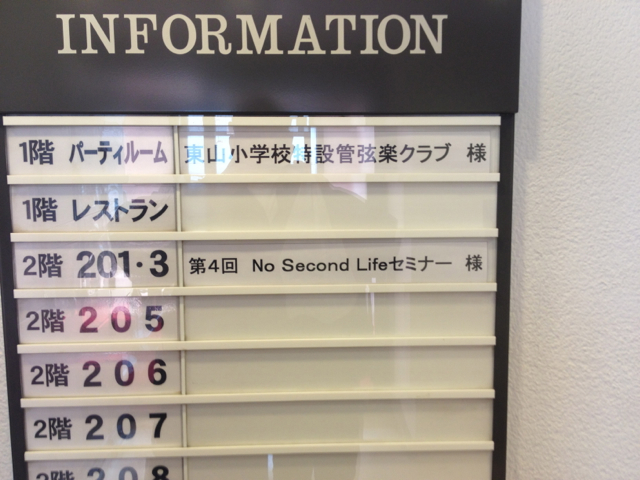 INFORMATION
1階 パーティルーム 東山小学校特設管弦楽クラブ 様
1階 レストラン
2階 201·3 第4回 No Second Lifeセミナー 様
2階 205
2階 206
2階 207
2階 208